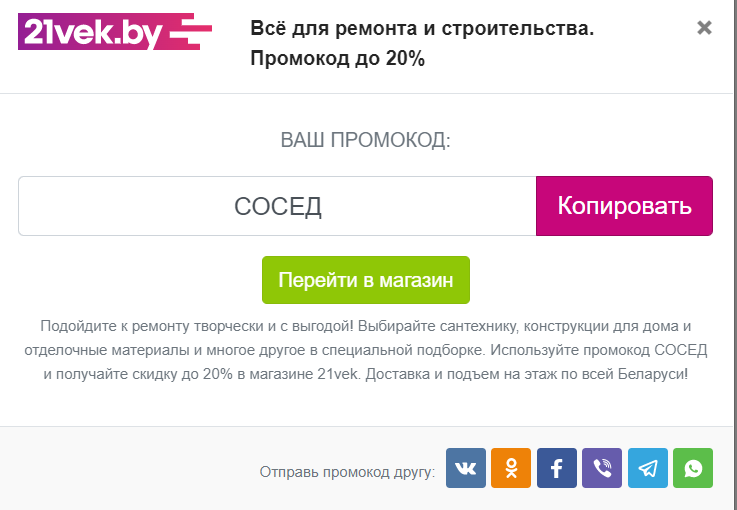 21vek.by
Всё для ремонта и строительства.
Промокод до 20%
ВАШ ПРОМОКОД:
СОСЕД
Копировать
Перейти в магазин
Подойдите к ремонту творчески и с выгодой! Выбирайте сантехнику, конструкции для дома и
отделочные материалы и многое другое в специальной подборке. Используйте промокод СОСЕД
и получайте скидку до 20% в магазине 21vek. Доставка и подъем на этаж по всей Беларуси!
Отправь промокод другу: